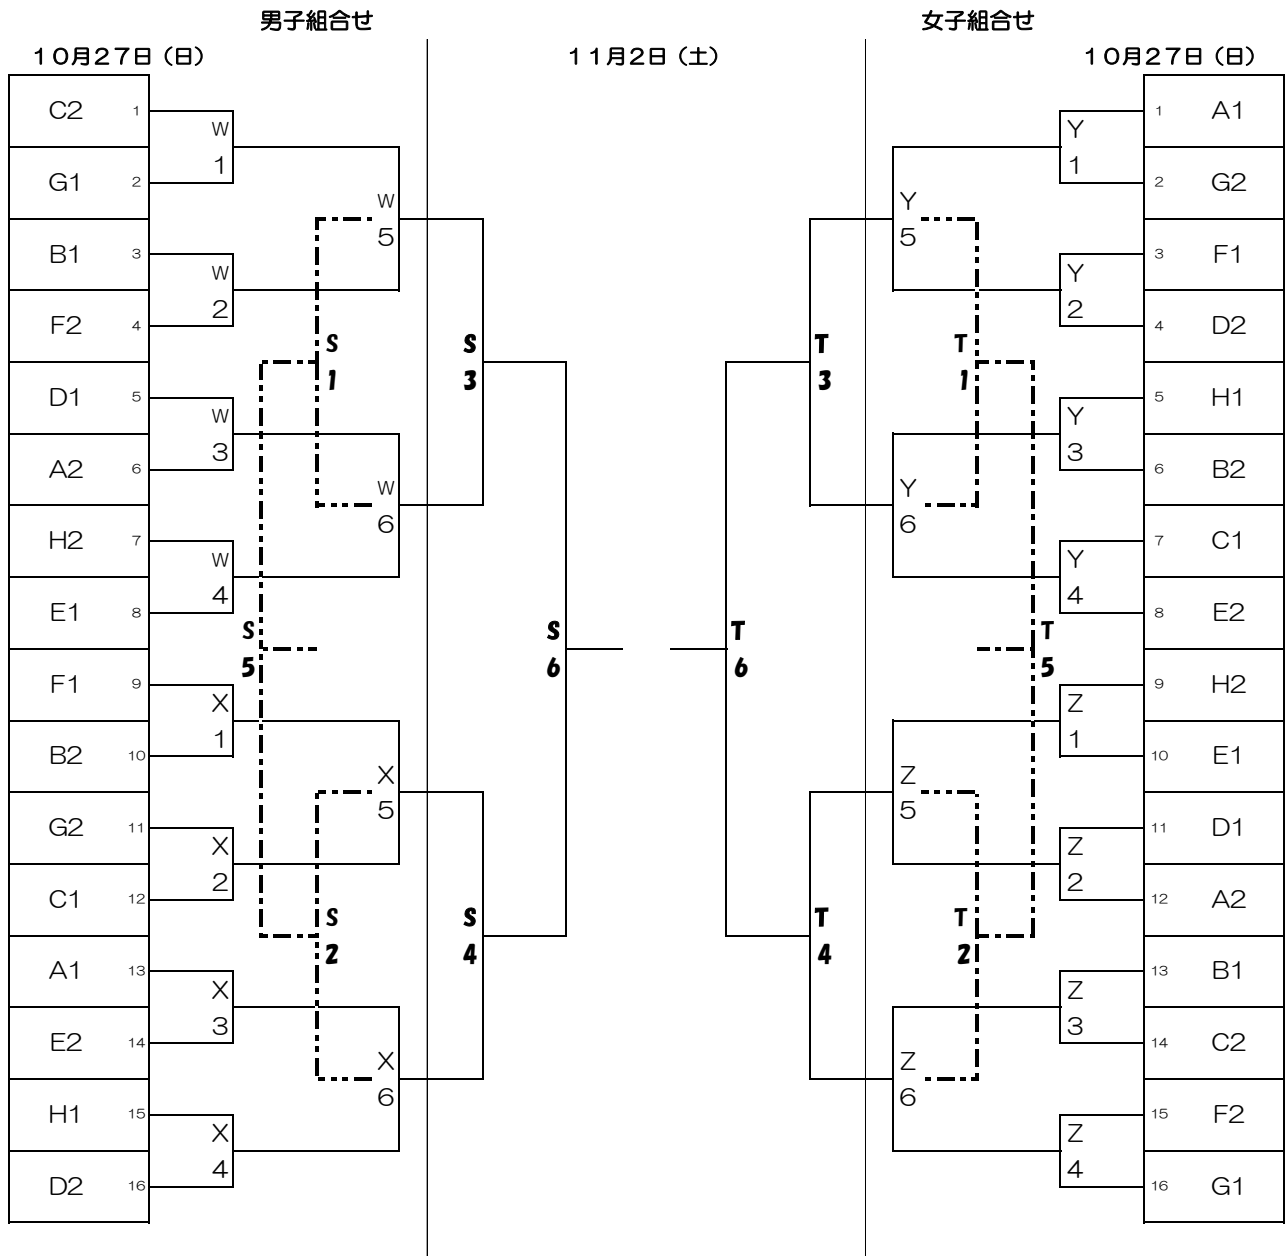 男子組合せ
女子組合せ
１０月２７日（日）
１１月２日（土）
１０月２７日（日）
C2 1
G1 2
B1 3
F2 4
D1 5
A2 6
H2 7
E1 8
F1 9
B2 10
G2 11
C1 12
A1 13
E2 14
H1 15
D2 16
W
1
W
2
W
3
W
4
X
1
X
2
X
3
X
4
W
5
W
6
X
5
X
6
S
1
S
2
S
5
S
3
S
4
S
6
T
6
T
3
T
4
Y
5
Y
6
Z
5
Z
6
T
1
T
2
T
5
Y
1
Y
2
Y
3
Y
4
Z
1
Z
2
Z
3
Z
4
1 A1
2 G2
3 F1
4 D2
5 H1
6 B2
7 C1
8 E2
9 H2
10 E1
11 D1
12 A2
13 B1
14 C2
15 F2
16 G1